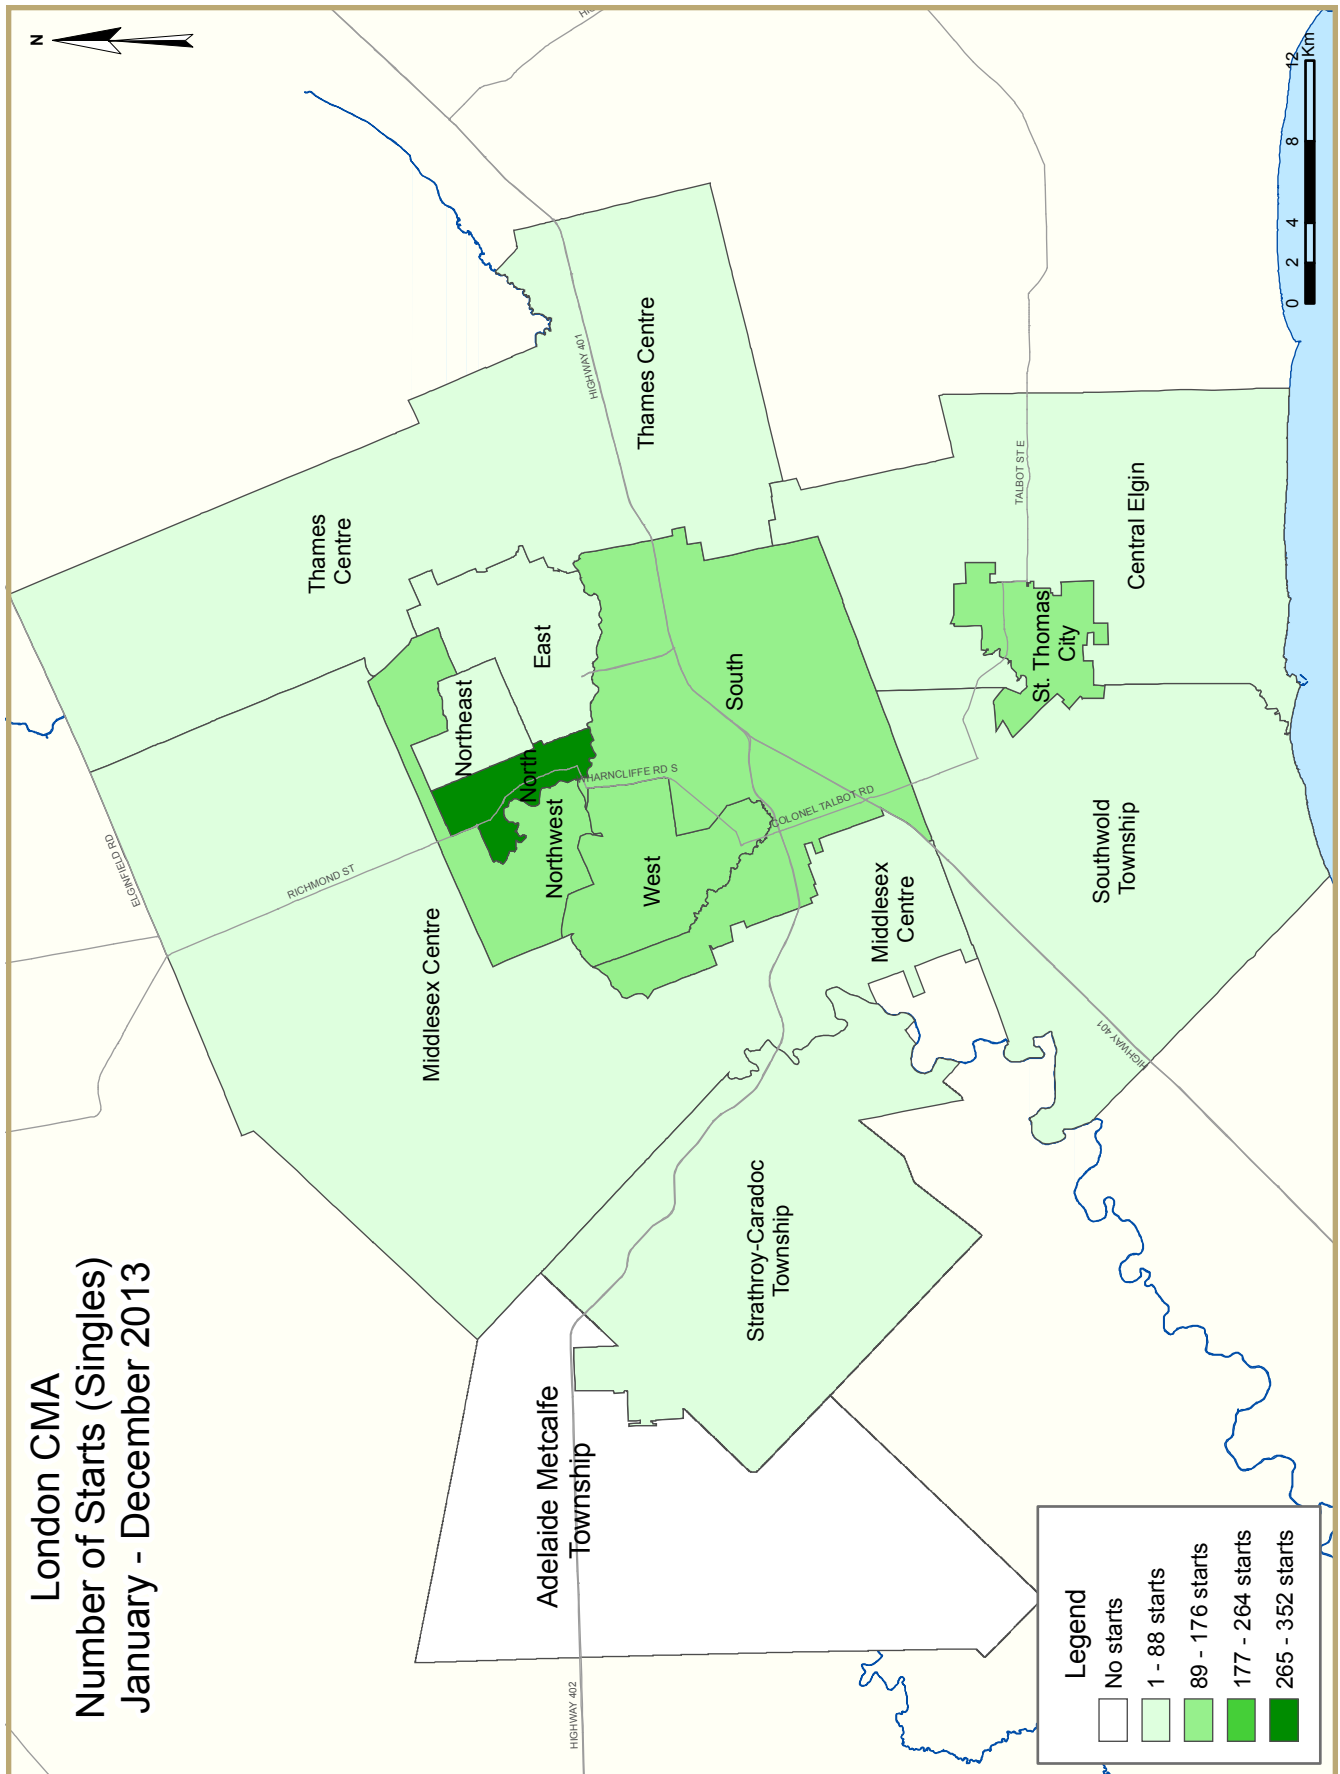 London CMA
Number of Starts (Singles)
January - December 2013
N
ELGINFIELD RD
RICHMOND ST
Thames
Centre
Middlesex Centre
Northeast
East
North
Northwest
West
WHARNCLIFFE RD S
South
HIGHWAY 401
Thames Centre
COLONEL TALBOT RD
Middlesex
Centre
Adelaide Metcalfe
Township
HIGHWAY 402
Strathroy-Caradoc
Township
TALBOT ST E
St. Thomas
City
Central Elgin
Southwold
Township
HIGHWAY 401
Legend
No starts
1 - 88 starts
89 - 176 starts
177 - 264 starts
265 - 352 starts
0 2 4 8 12
Km